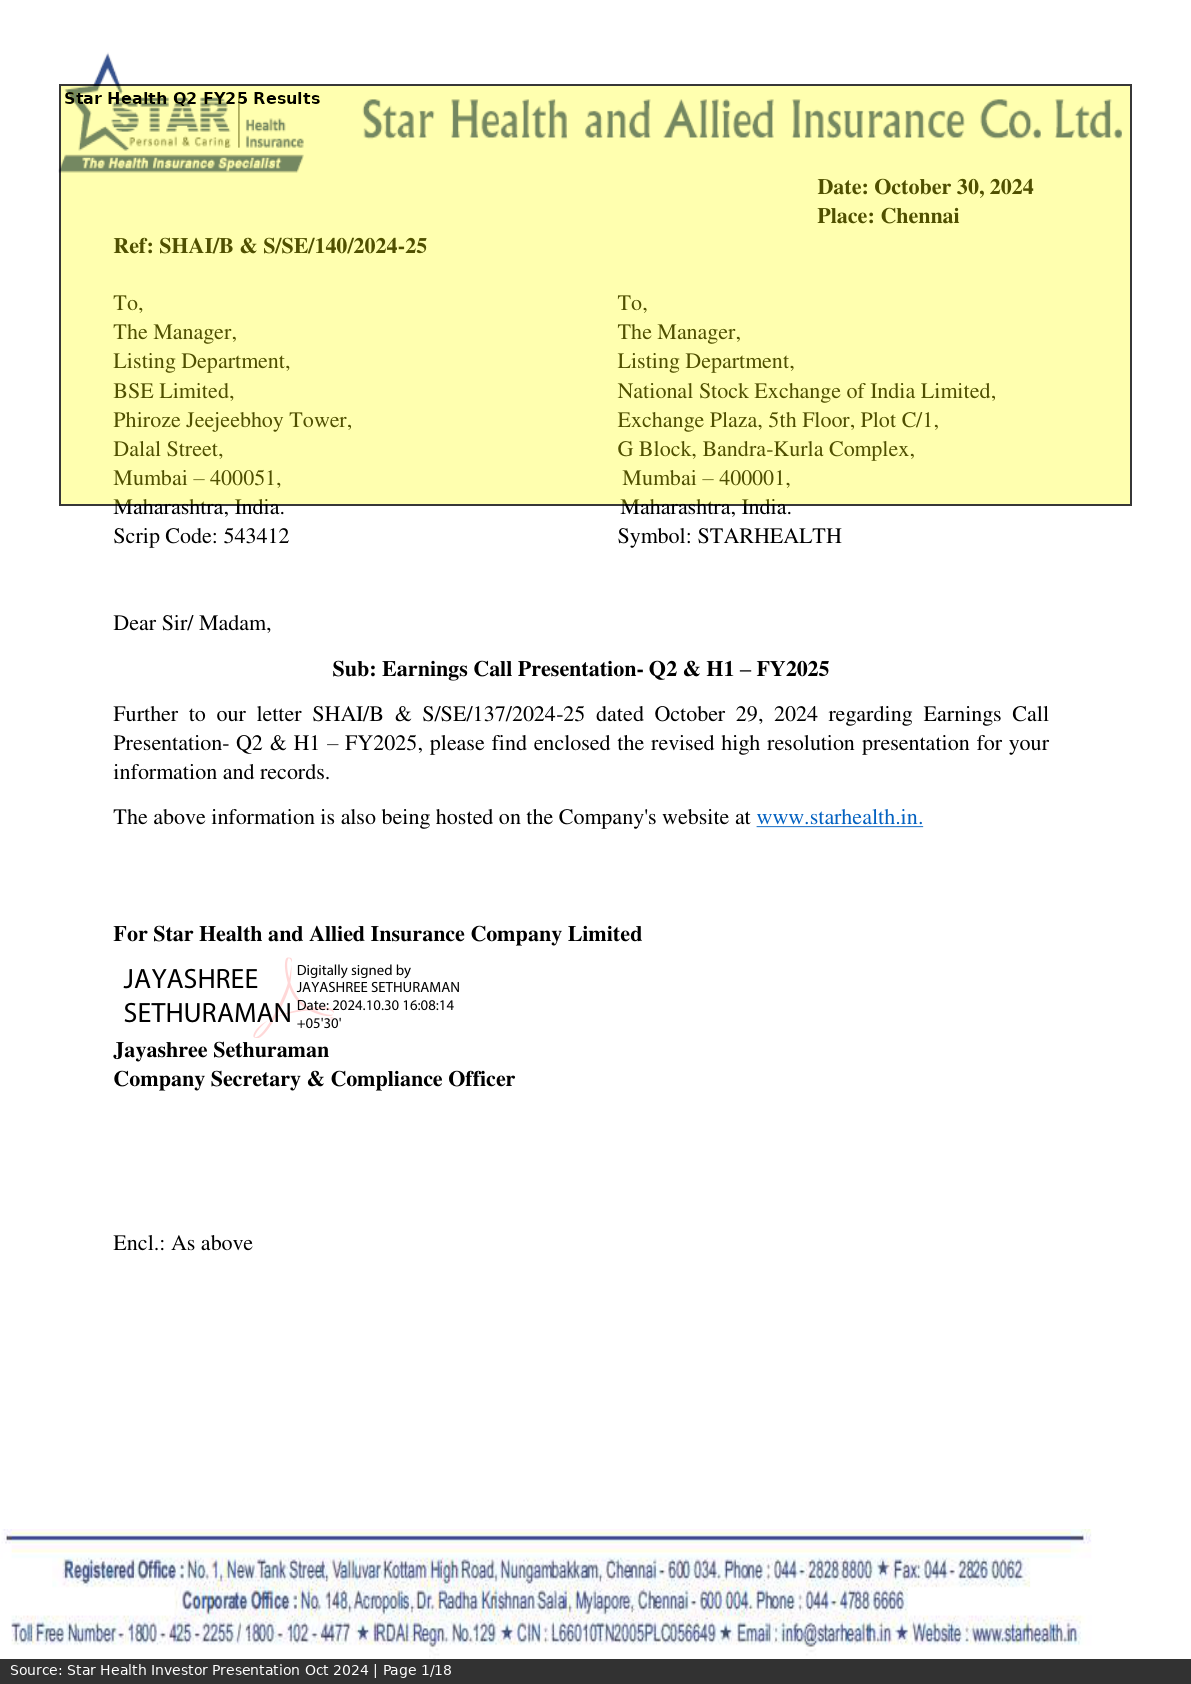 Star Health Q2 FY25 Results
STAR
Health
Insurance
Personal & Caring
The Health Insurance Specialist
Star Health and Allied Insurance Co. Ltd.
Date: October 30, 2024
Place: Chennai
Ref: SHAI/B & S/SE/140/2024-25
To,
The Manager,
Listing Department,
BSE Limited,
Phiroze Jeejeebhoy Tower,
Dalal Street,
Mumbai – 400051,
Maharashtra, India.
Scrip Code: 543412
To,
The Manager,
Listing Department,
National Stock Exchange of India Limited,
Exchange Plaza, 5th Floor, Plot C/1,
G Block, Bandra-Kurla Complex,
Mumbai – 400001,
Maharashtra, India.
Symbol: STARHEALTH
Dear Sir/ Madam,
Sub: Earnings Call Presentation- Q2 & H1 – FY2025
Further to our letter SHAI/B & S/SE/137/2024-25 dated October 29, 2024 regarding Earnings Call
Presentation- Q2 & H1 – FY2025, please find enclosed the revised high resolution presentation for your
information and records.
The above information is also being hosted on the Company's website at www.starhealth.in.
For Star Health and Allied Insurance Company Limited
JAYASHREE
SETHURAMAN
Digitally signed by
JAYASHREE SETHURAMAN
Date: 2024.10.30 16:08:14
+05'30'
Jayashree Sethuraman
Company Secretary & Compliance Officer
Encl.: As above
Registered Office : No. 1, New Tank Street, Valluvar Kottam High Road, Nungambakkam, Chennai - 600 034. Phone : 044 - 2828 8800 ★ Fax: 044 - 2826 0062
Corporate Office : No. 148, Acropolis, Dr. Radha Krishnan Salai, Mylapore, Chennai - 600 004. Phone : 044 - 4788 6666
Toll Free Number - 1800 - 425 - 2255 / 1800 - 102 - 4477 ★ IRDAI Regn. No.129 ★ CIN : L66010TN2005PLC056649 ★ Email : info@starhealth.in ★ Website : www.starhealth.in
Source: Star Health Investor Presentation Oct 2024 | Page 1/18